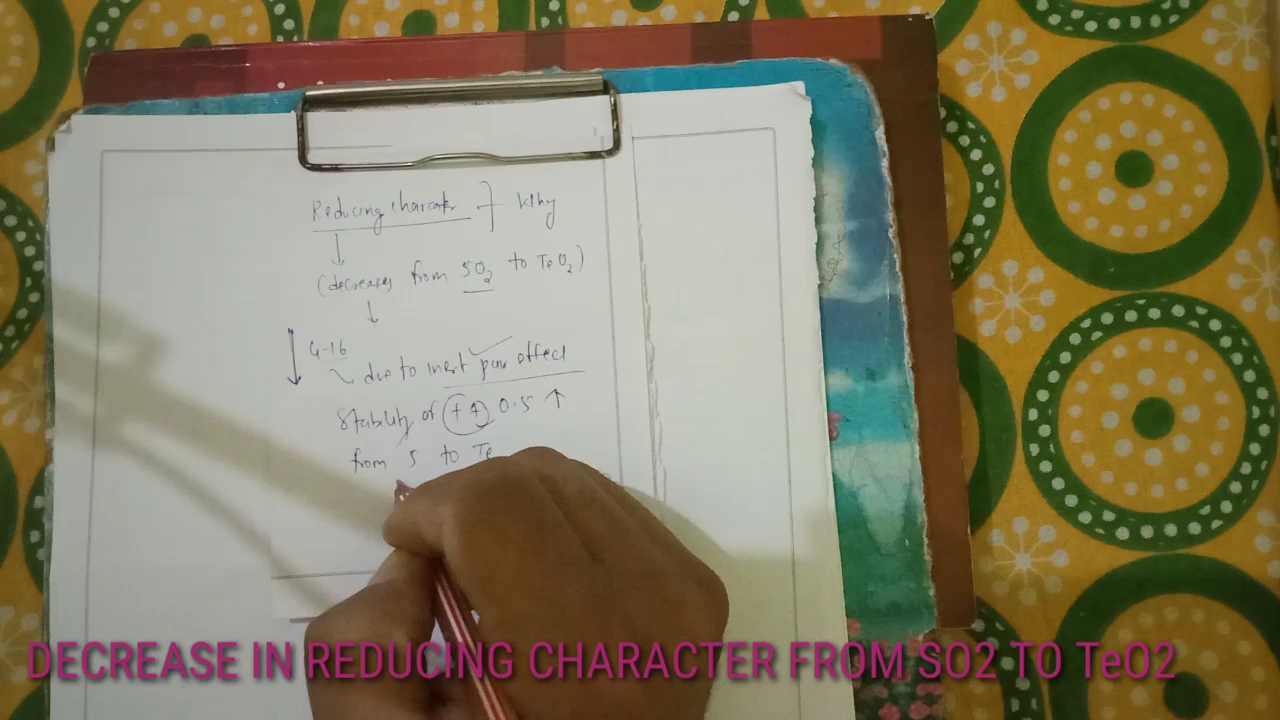 Reducing character } Why
(decreases from SO2 to TeO2)
G-16
due to inert pair effect
Stability of +4 O.S ↑
from S to Te
DECREASE IN REDUCING CHARACTER FROM SO2 TO TeO2